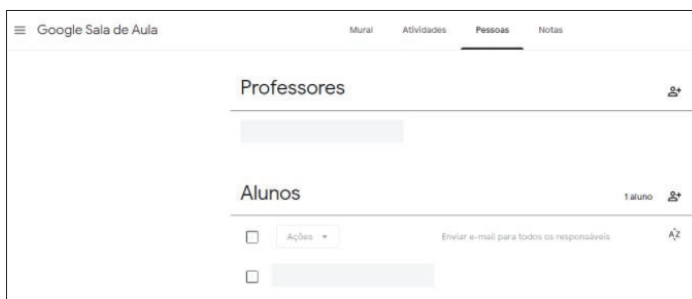 Google Sala de Aula Mural Atividades Pessoas Notas
Professores
Alunos 1 aluno
Ações Enviar e-mail para todos os responsáveis AZ